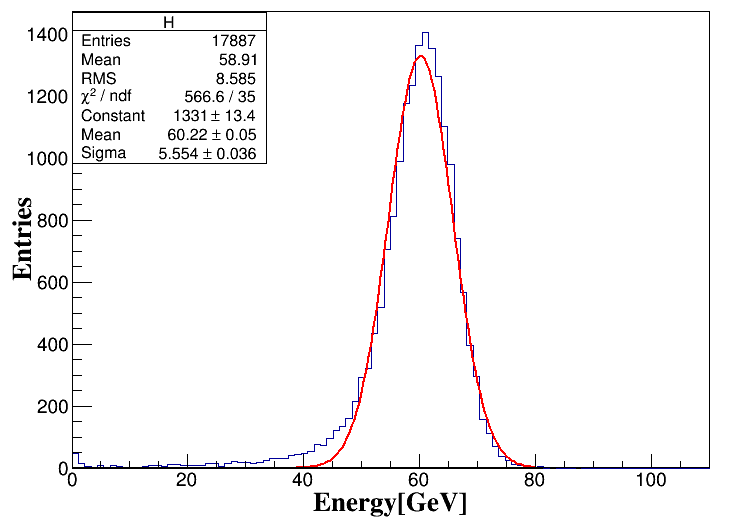 H
Entries 17887
Mean 58.91
RMS 8.585
χ² / ndf 566.6 / 35
Constant 1331 ± 13.4
Mean 60.22 ± 0.05
Sigma 5.554 ± 0.036
1400
1200
1000
800
600
400
200
0
Entries
0 20 40 60 80 100
Energy[GeV]